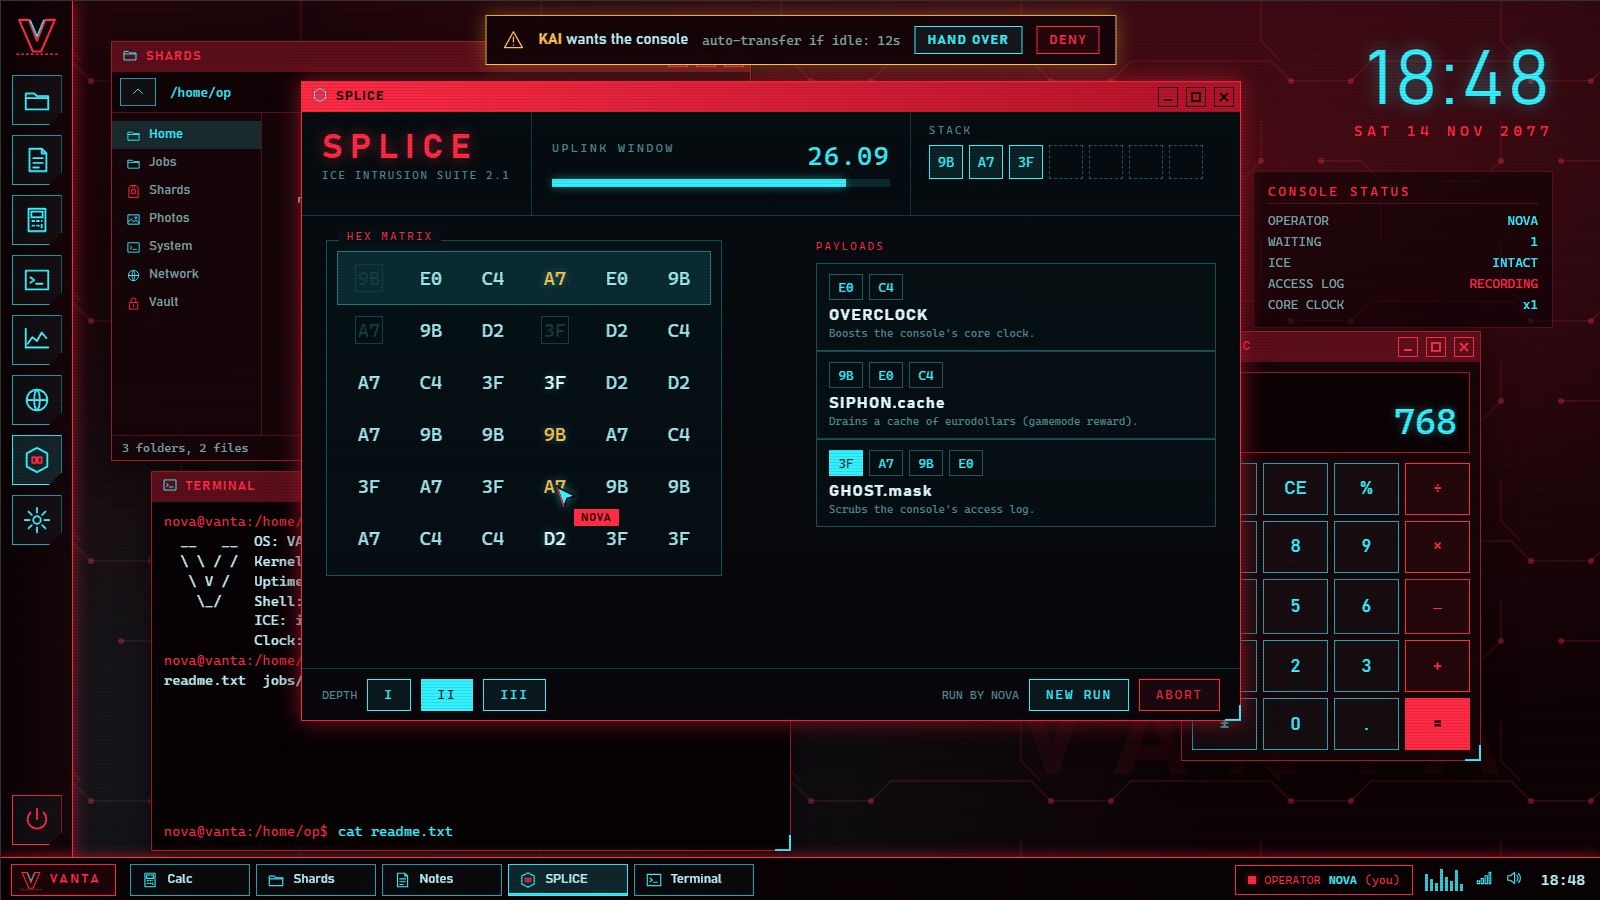 KAI wants the console auto-transfer if idle: 12s HAND OVER DENY
18:48
SAT 14 NOV 2077
CONSOLE STATUS
OPERATOR NOVA
WAITING 1
ICE INTACT
ACCESS LOG RECORDING
CORE CLOCK x1
SHARDS
/home/op
Home
Jobs
Shards
Photos
System
Network
Vault
3 folders, 2 files
SPLICE
SPLICE
ICE INTRUSION SUITE 2.1
UPLINK WINDOW
26.09
STACK
9B A7 3F
HEX MATRIX
9B E0 C4 A7 E0 9B
A7 9B D2 3F D2 C4
A7 C4 3F 3F D2 D2
A7 9B 9B 9B A7 C4
3F A7 3F A7 9B 9B
A7 C4 C4 D2 3F 3F
NOVA
PAYLOADS
E0 C4
OVERCLOCK
Boosts the console's core clock.
9B E0 C4
SIPHON.cache
Drains a cache of eurodollars (gamemode reward).
3F A7 9B E0
GHOST.mask
Scrubs the console's access log.
DEPTH I II III
RUN BY NOVA NEW RUN ABORT
C
768
CE % ÷
8 9 ×
5 6 −
2 3 +
± 0 . =
TERMINAL
nova@vanta:/home/
__   __ OS: VA
\ \ / / Kernel
\ V / Uptime
\_/ Shell:
ICE: i
Clock:
nova@vanta:/home/
readme.txt jobs/
nova@vanta:/home/op$ cat readme.txt
VANTA
VANTA
Calc
Shards
Notes
SPLICE
Terminal
OPERATOR NOVA (you)
18:48